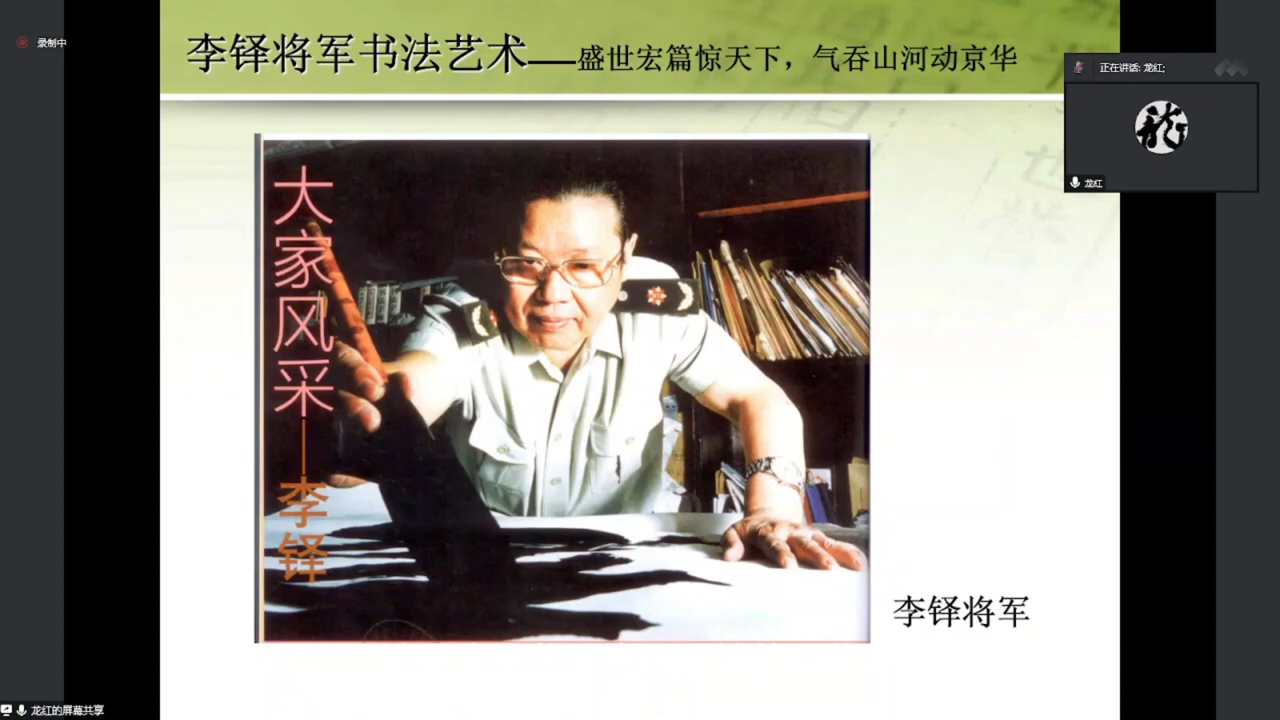 录制中
李铎将军书法艺术——盛世宏篇惊天下，气吞山河动京华
正在讲话: 龙红;
龙
龙红
大家风采——李铎
李铎将军
龙红的屏幕共享